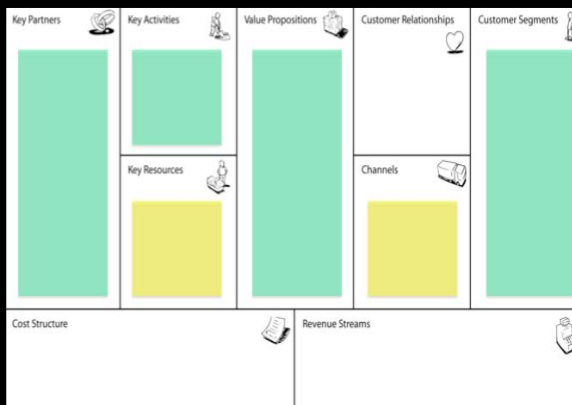 Key Partners
Key Activities
Value Propositions
Customer Relationships
Customer Segments
Key Resources
Channels
Cost Structure
Revenue Streams